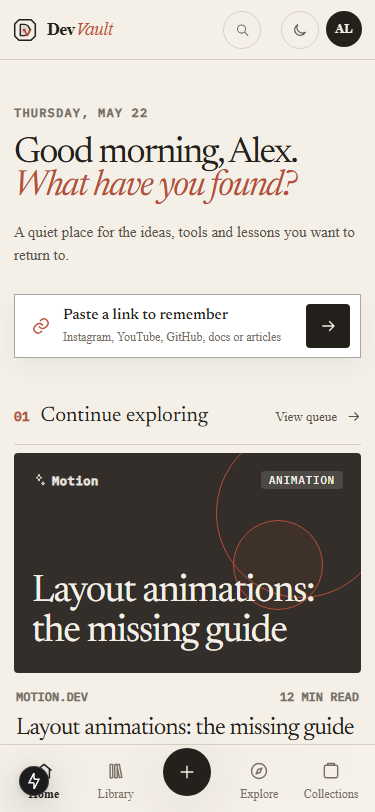 DevVault
AL
THURSDAY, MAY 22
Good morning, Alex.
What have you found?
A quiet place for the ideas, tools and lessons you want to
return to.
Paste a link to remember
Instagram, YouTube, GitHub, docs or articles
01 Continue exploring
View queue
Motion
ANIMATION
Layout animations:
the missing guide
MOTION.DEV
12 MIN READ
Layout animations: the missing guide
Home
Library
Explore
Collections